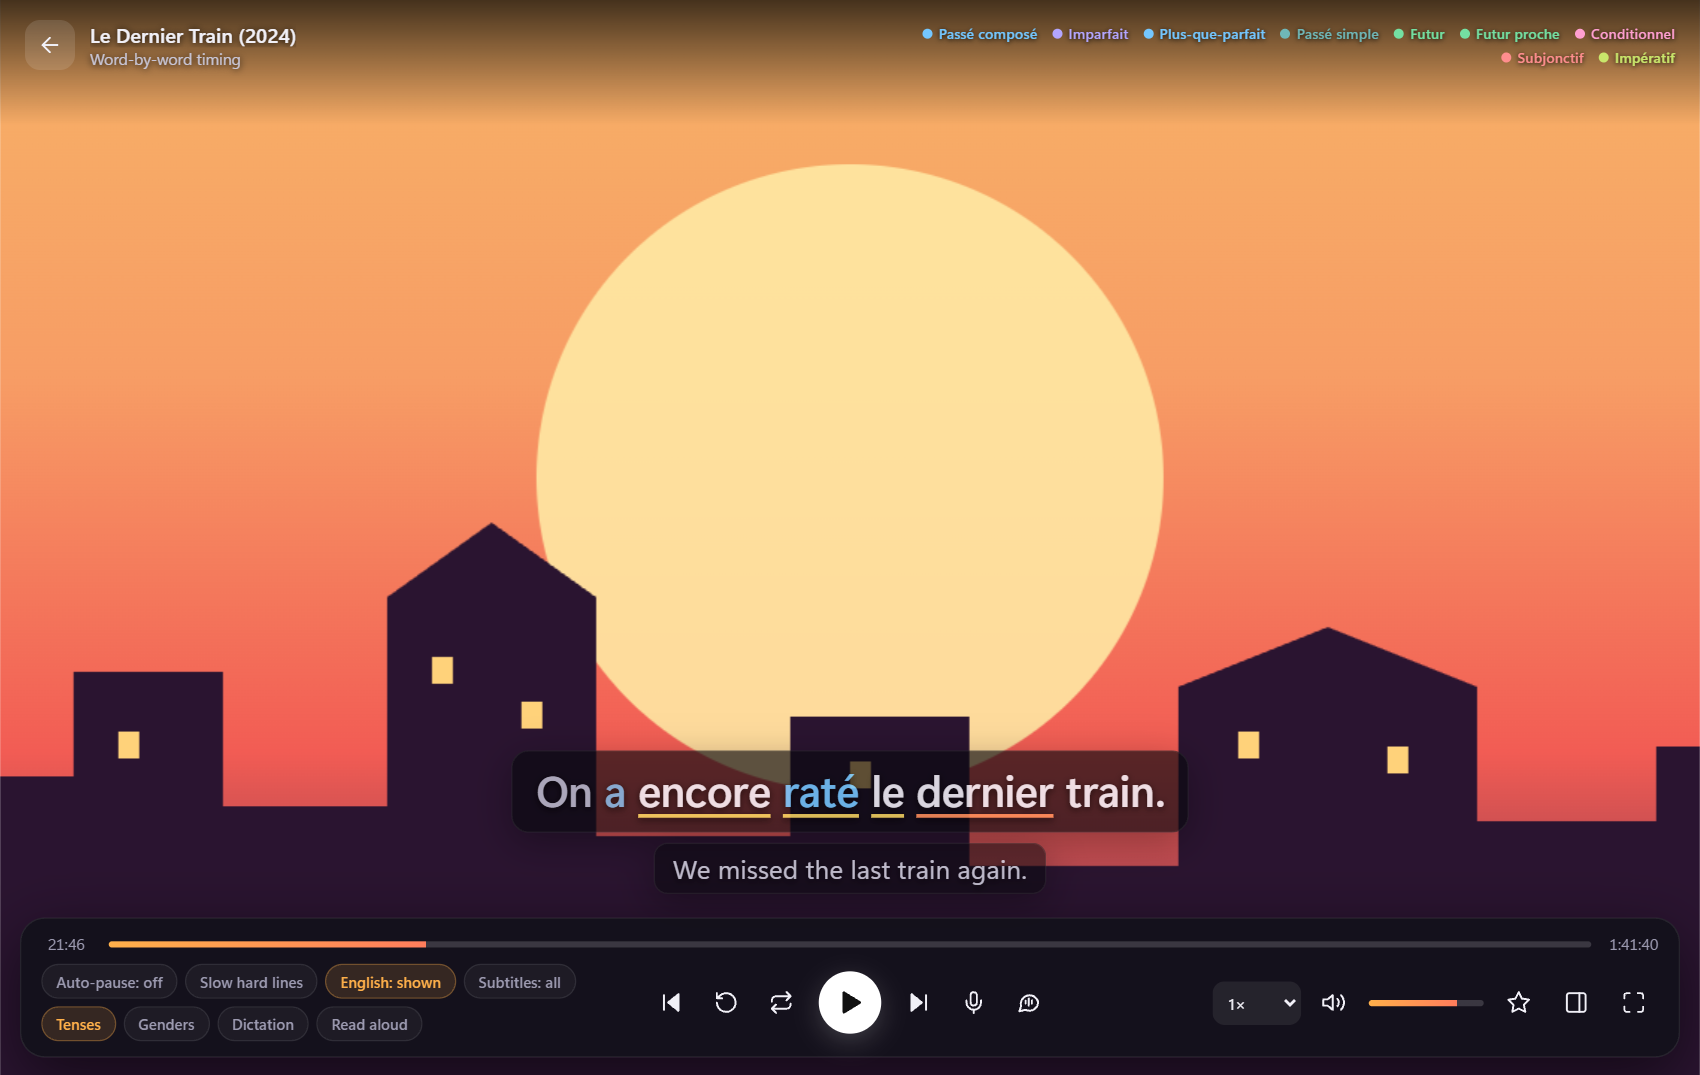 Le Dernier Train (2024)
Word-by-word timing
Passé composé Imparfait Plus-que-parfait Passé simple Futur Futur proche Conditionnel
Subjonctif Impératif
On a encore raté le dernier train.
We missed the last train again.
21:46 1:41:40
Auto-pause: off Slow hard lines English: shown Subtitles: all
1×
Tenses Genders Dictation Read aloud